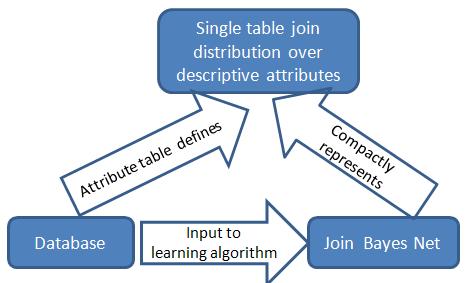 Single table join
distribution over
descriptive attributes
Attribute table defines
Compactly
represents
Database
Input to
learning algorithm
Join Bayes Net